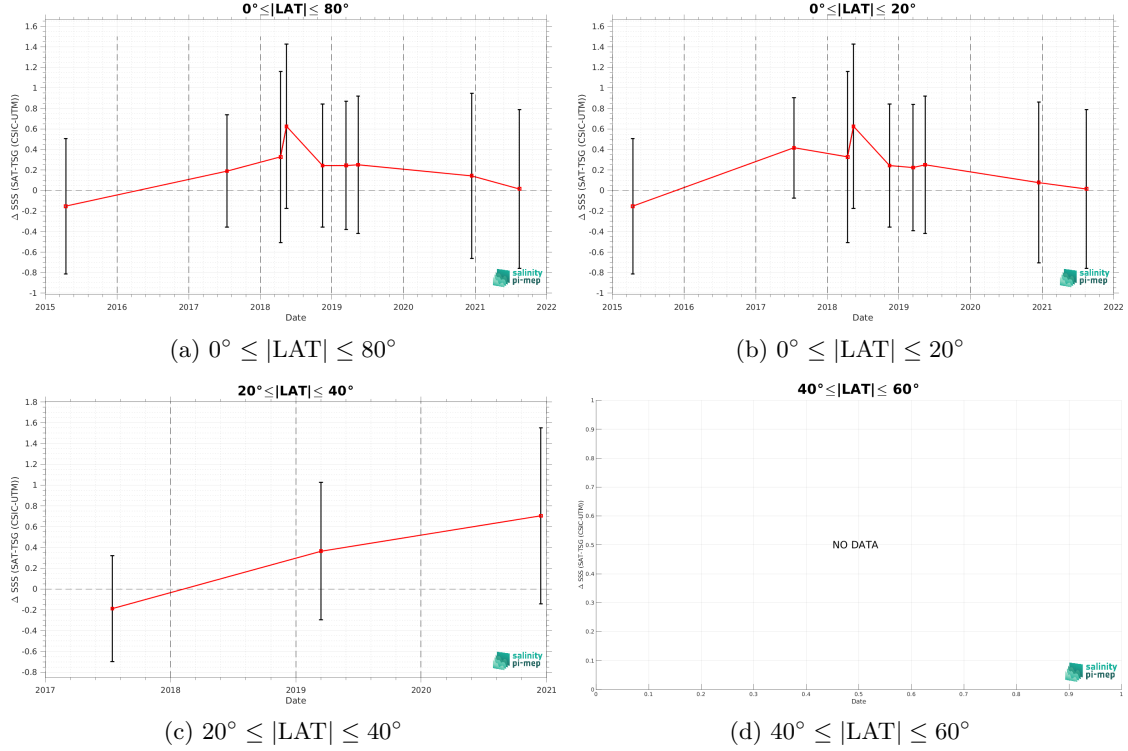 0°≤|LAT|≤ 80°
Δ SSS (SAT-TSG (CSIC-UTM))
1.6
1.4
1.2
1
0.8
0.6
0.4
0.2
0
-0.2
-0.4
-0.6
-0.8
-1
2015 2016 2017 2018 2019 2020 2021 2022
Date
salinity
pi-mep
(a) 0° ≤ |LAT| ≤ 80°
0°≤|LAT|≤ 20°
Δ SSS (SAT-TSG (CSIC-UTM))
1.6
1.4
1.2
1
0.8
0.6
0.4
0.2
0
-0.2
-0.4
-0.6
-0.8
-1
2015 2016 2017 2018 2019 2020 2021 2022
Date
salinity
pi-mep
(b) 0° ≤ |LAT| ≤ 20°
20°≤|LAT|≤ 40°
Δ SSS (SAT-TSG (CSIC-UTM))
1.8
1.6
1.4
1.2
1
0.8
0.6
0.4
0.2
0
-0.2
-0.4
-0.6
-0.8
2017 2018 2019 2020 2021
Date
salinity
pi-mep
(c) 20° ≤ |LAT| ≤ 40°
40°≤|LAT|≤ 60°
Δ SSS (SAT-TSG (CSIC-UTM))
1
0.9
0.8
0.7
0.6
0.5
0.4
0.3
0.2
0.1
0
NO DATA
0 0.1 0.2 0.3 0.4 0.5 0.6 0.7 0.8 0.9 1
Date
salinity
pi-mep
(d) 40° ≤ |LAT| ≤ 60°